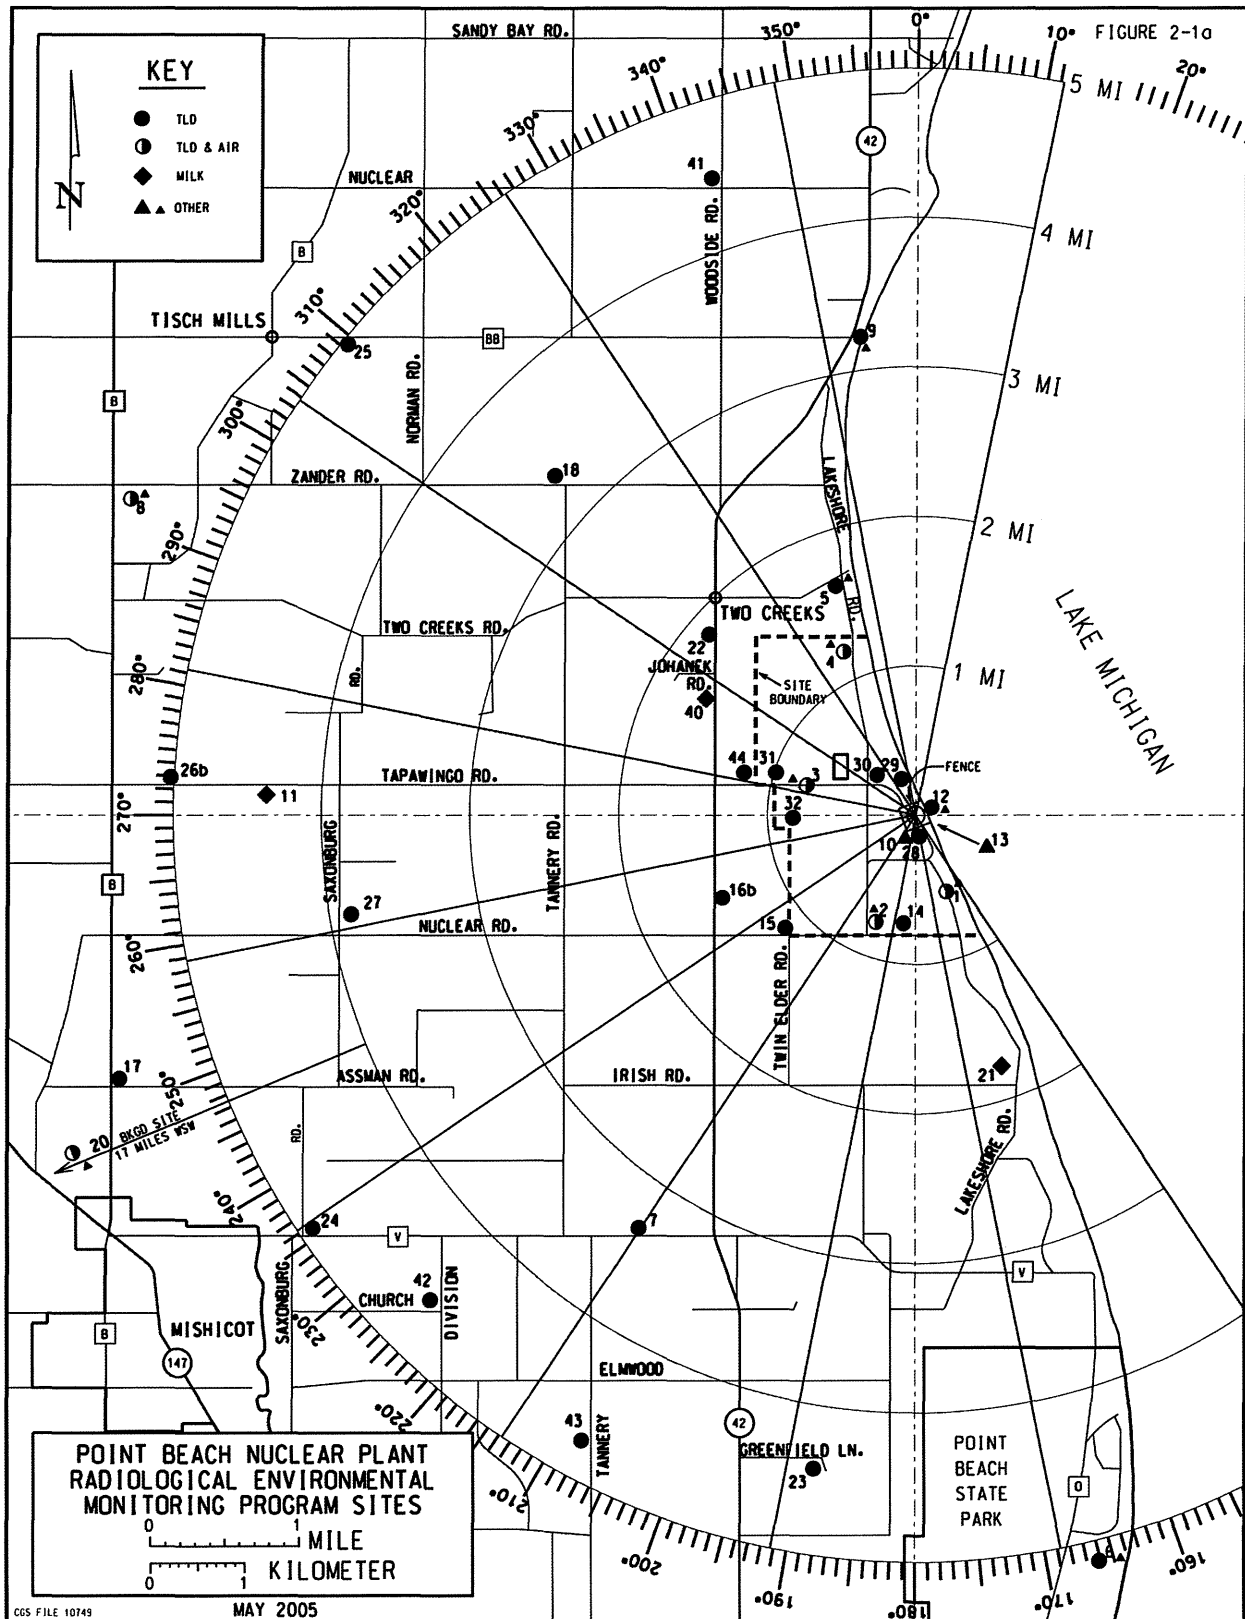 SANDY BAY RD.
FIGURE 2-1a
0°
10°
20°
350°
340°
330°
320°
310°
300°
290°
280°
270°
260°
250°
240°
230°
220°
210°
200°
190°
180°
170°
160°
KEY
TLD
TLD & AIR
MILK
OTHER
N
5 MI
4 MI
3 MI
2 MI
1 MI
42
41
NUCLEAR
WOODSIDE RD.
B
TISCH MILLS
BB
25
9
B
NORMAN RD.
ZANDER RD.
18
8
LAKESHORE
RD.
5
TWO CREEKS
TWO CREEKS RD.
22
4
JOHANEK
RD.
40
SITE
BOUNDARY
LAKE MICHIGAN
RD.
26b
TAPAWINGO RD.
44
31
3
30
29
FENCE
11
32
12
13
10
28
SAXONBURG
TANNERY RD.
B
27
16b
1
2
14
15
NUCLEAR RD.
TWIN ELDER RD.
17
ASSMAN RD.
IRISH RD.
21
20
BKGD SITE
17 MILES WSW
RD.
LAKESHORE RD.
24
V
7
V
42
CHURCH
DIVISION
SAXONBURG
B
MISHICOT
147
ELMWOOD
43
TANNERY
42
GREENFIELD LN.
23
POINT
BEACH
STATE
PARK
O
POINT BEACH NUCLEAR PLANT
RADIOLOGICAL ENVIRONMENTAL
MONITORING PROGRAM SITES
0 1
MILE
KILOMETER
0 1
CGS FILE 10749
MAY 2005